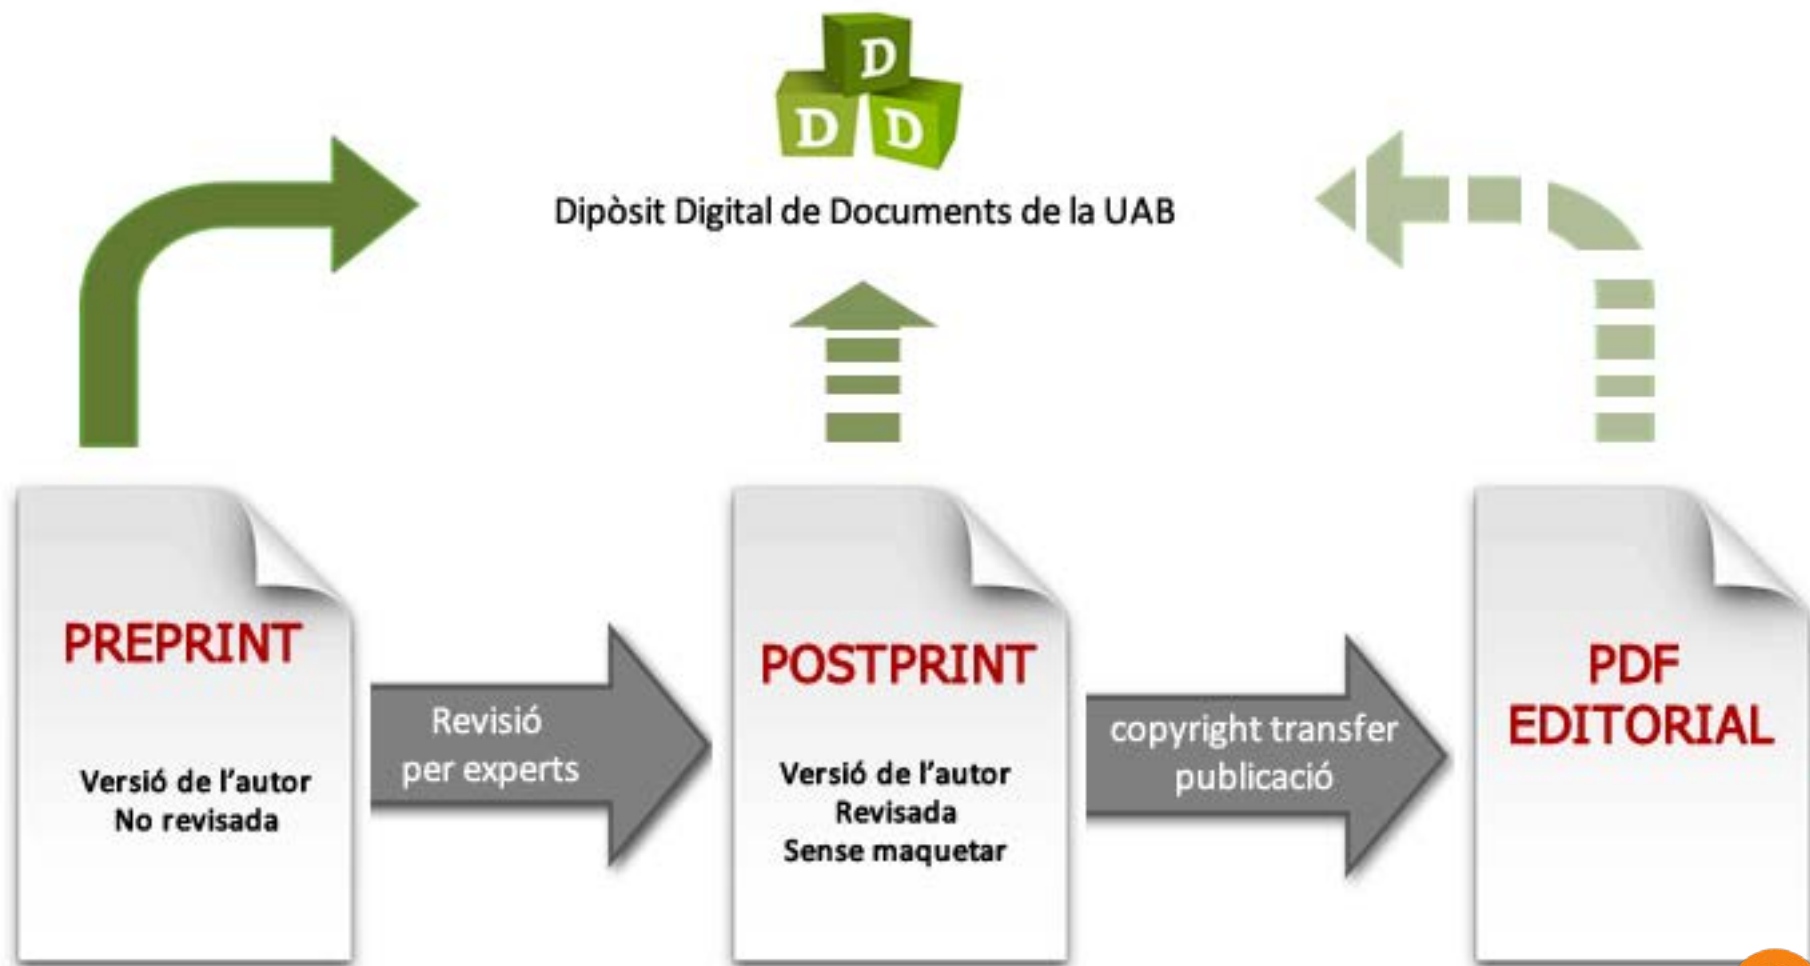 D
D D
Dipòsit Digital de Documents de la UAB
PREPRINT
Versió de l'autor
No revisada
Revisió
per experts
POSTPRINT
Versió de l'autor
Revisada
Sense maquetar
copyright transfer
publicació
PDF
EDITORIAL